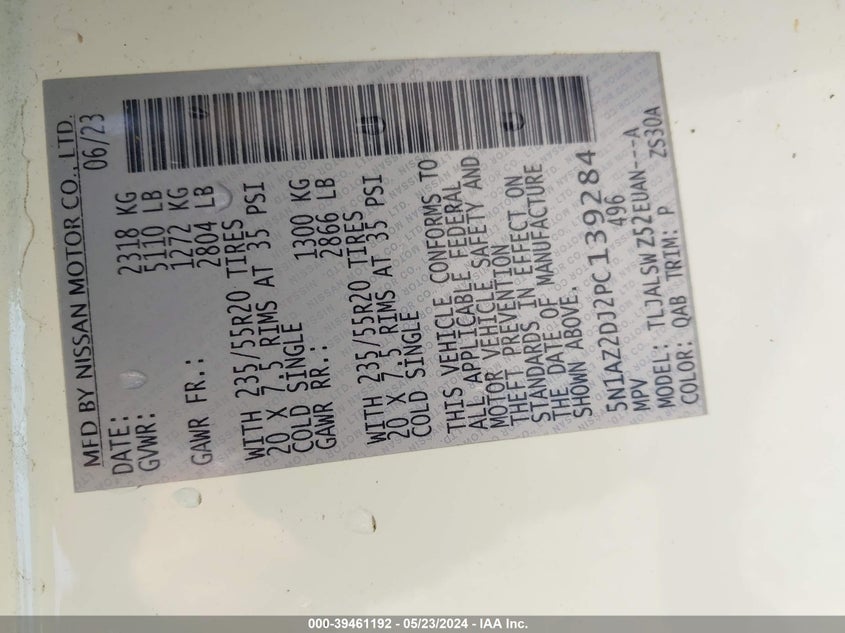 MFD BY NISSAN MOTOR CO., LTD.
DATE: 06/23
GVWR: 2318 KG
5110 LB
GAWR FR.: 1272 KG
2804 LB
WITH 235/55R20 TIRES
20 X 7.5 RIMS AT 35 PSI
COLD SINGLE
GAWR RR.: 1300 KG
2866 LB
WITH 235/55R20 TIRES
20 X 7.5 RIMS AT 35 PSI
COLD SINGLE
THIS VEHICLE CONFORMS TO
ALL APPLICABLE FEDERAL
MOTOR VEHICLE SAFETY AND
THEFT PREVENTION
STANDARDS IN EFFECT ON
THE DATE OF MANUFACTURE
SHOWN ABOVE.
5N1AZ2DJ2PC139284
MPV 496
MODEL: TLJALSWZ52EUAN---A
COLOR: QAB TRIM: P ZS30A
000-39461192 - 05/23/2024 - IAA Inc.